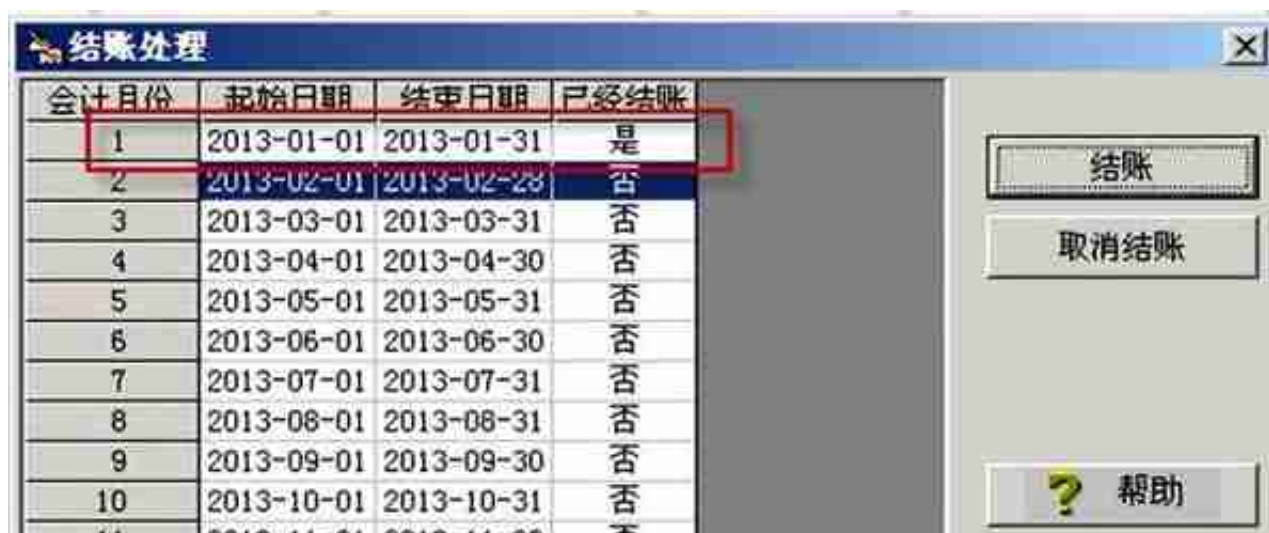 结账处理
会计月份 起始日期 结束日期 已经结账
1 2013-01-01 2013-01-31 是
结账
2 2013-02-01 2013-02-28 否
3 2013-03-01 2013-03-31 否
取消结账
4 2013-04-01 2013-04-30 否
5 2013-05-01 2013-05-31 否
6 2013-06-01 2013-06-30 否
7 2013-07-01 2013-07-31 否
8 2013-08-01 2013-08-31 否
9 2013-09-01 2013-09-30 否
? 帮助
10 2013-10-01 2013-10-31 否